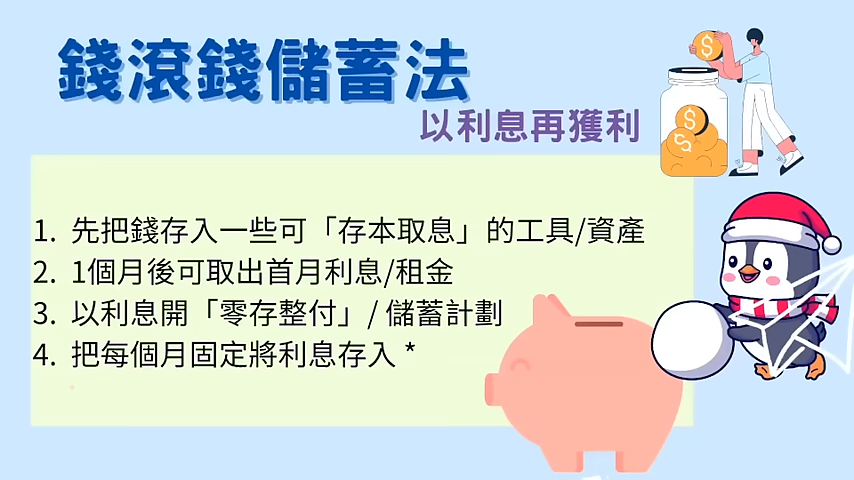 錢滾錢儲蓄法
以利息再獲利
1. 先把錢存入一些可「存本取息」的工具/資產
2. 1個月後可取出首月利息/租金
3. 以利息開「零存整付」/ 儲蓄計劃
4. 把每個月固定將利息存入 *